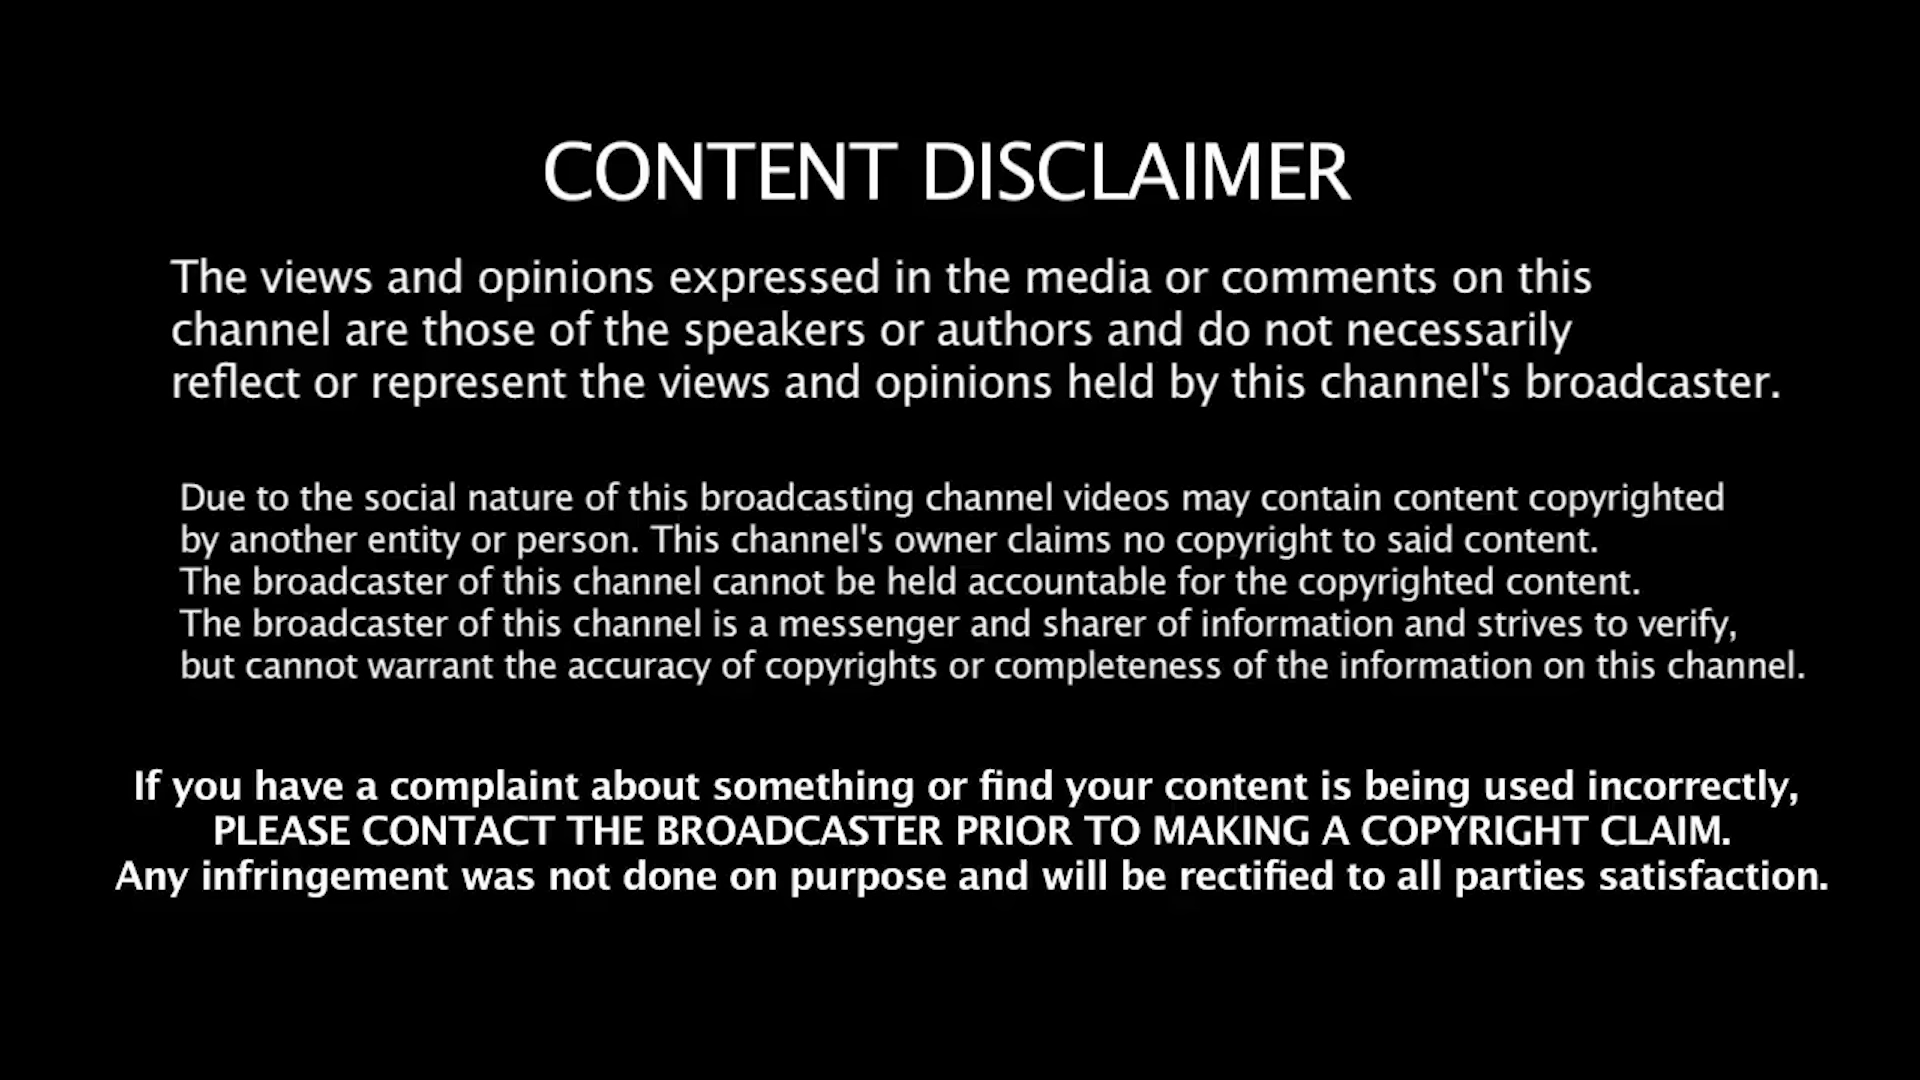 CONTENT DISCLAIMER
The views and opinions expressed in the media or comments on this
channel are those of the speakers or authors and do not necessarily
reflect or represent the views and opinions held by this channel's broadcaster.
Due to the social nature of this broadcasting channel videos may contain content copyrighted
by another entity or person. This channel's owner claims no copyright to said content.
The broadcaster of this channel cannot be held accountable for the copyrighted content.
The broadcaster of this channel is a messenger and sharer of information and strives to verify,
but cannot warrant the accuracy of copyrights or completeness of the information on this channel.
If you have a complaint about something or find your content is being used incorrectly,
PLEASE CONTACT THE BROADCASTER PRIOR TO MAKING A COPYRIGHT CLAIM.
Any infringement was not done on purpose and will be rectified to all parties satisfaction.